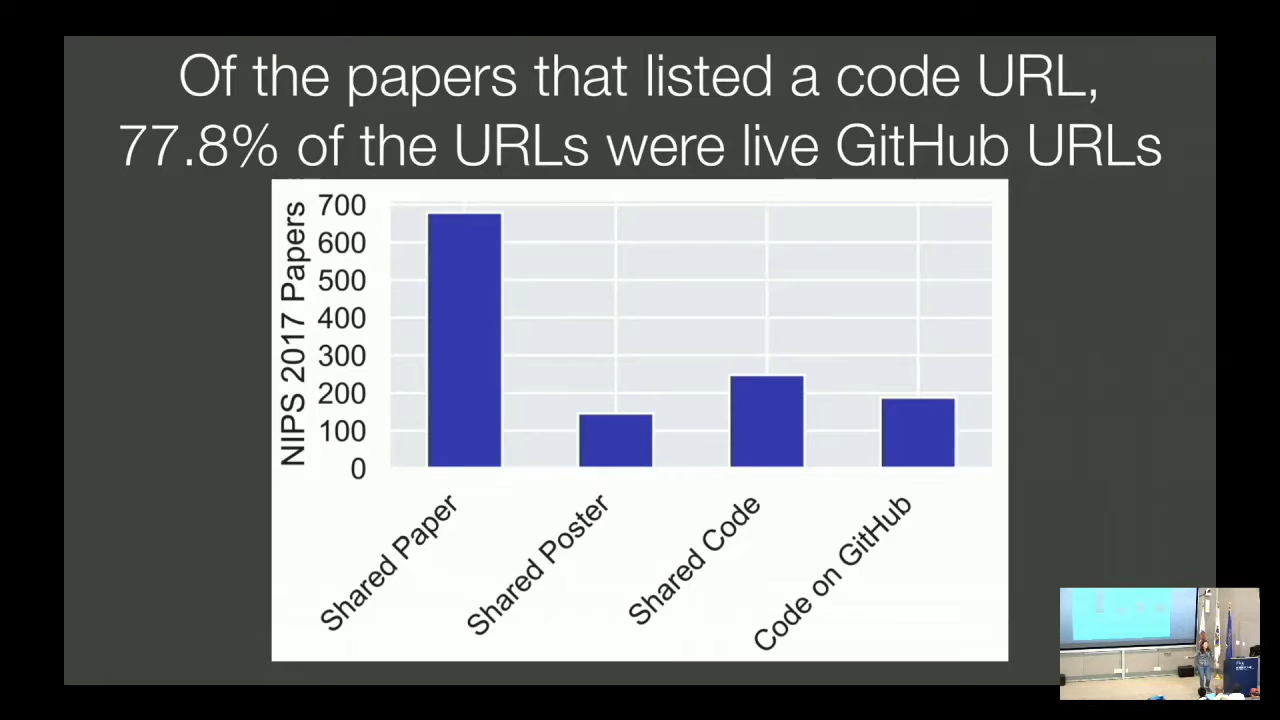 Of the papers that listed a code URL,
77.8% of the URLs were live GitHub URLs
NIPS 2017 Papers
700
600
500
400
300
200
100
0
Shared Paper
Shared Poster
Shared Code
Code on GitHub